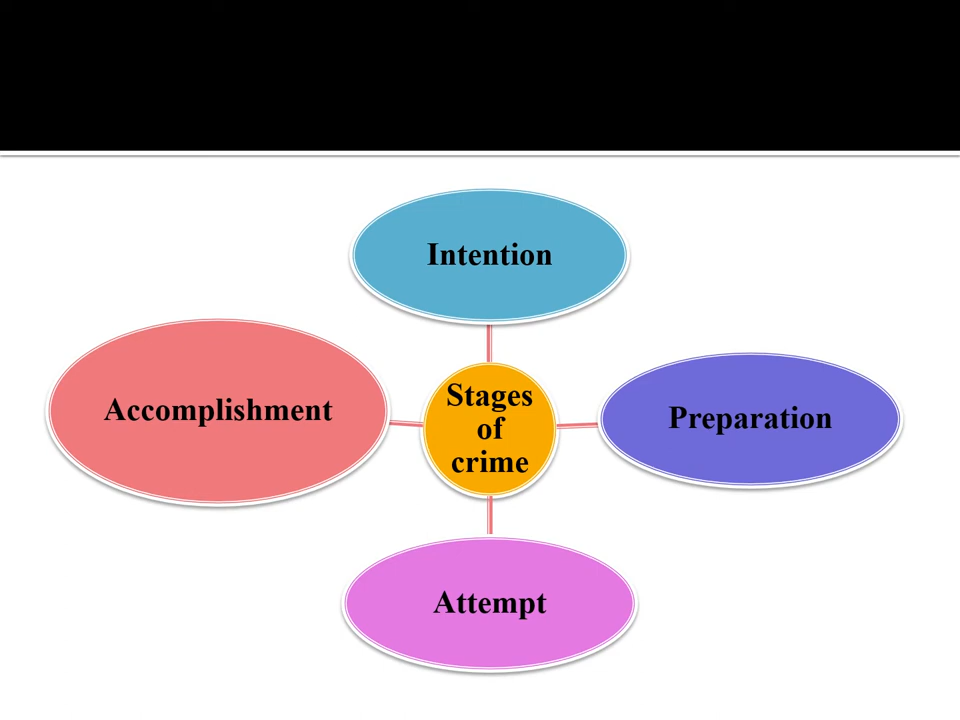 Intention
Accomplishment
Stages
of
crime
Preparation
Attempt